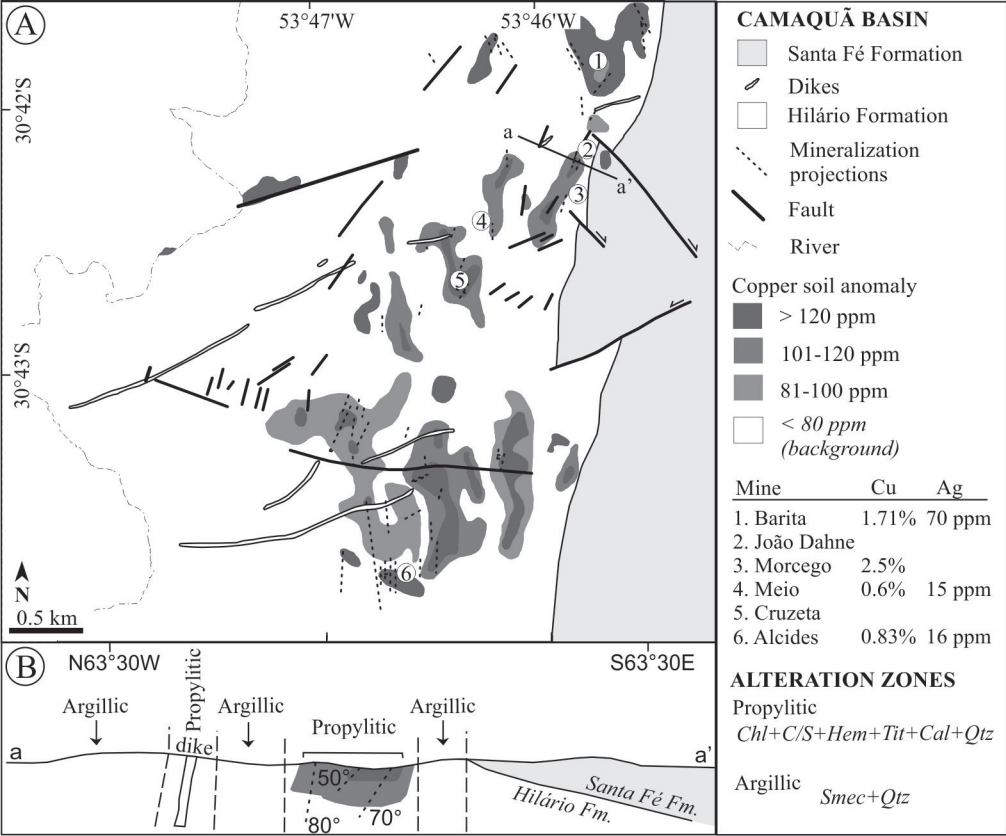 A
53°47'W
53°46'W
30°42'S
30°43'S
1
2
3
4
5
6
a
a'
N
0.5 km
CAMAQUÃ BASIN
Santa Fé Formation
Dikes
Hilário Formation
Mineralization
projections
Fault
River
Copper soil anomaly
> 120 ppm
101-120 ppm
81-100 ppm
< 80 ppm
(background)
Mine Cu Ag
1. Barita 1.71% 70 ppm
2. João Dahne
3. Morcego 2.5%
4. Meio 0.6% 15 ppm
5. Cruzeta
6. Alcides 0.83% 16 ppm
ALTERATION ZONES
Propylitic
Chl+C/S+Hem+Tit+Cal+Qtz
Argillic
Smec+Qtz
B
N63°30W
S63°30E
Argillic
Propylitic
Argillic
Propylitic
Argillic
a
dike
a'
50°
80°
70°
Santa Fé Fm.
Hilário Fm.